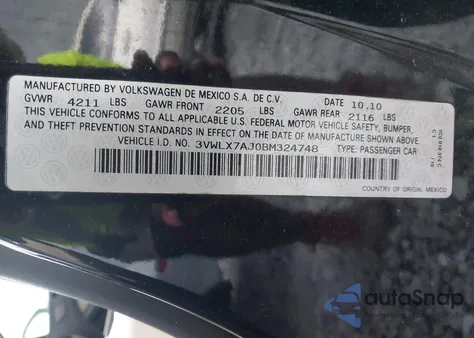 MANUFACTURED BY VOLKSWAGEN DE MEXICO S.A. DE C.V. DATE 10.10
GVWR 4211 LBS GAWR FRONT 2205 LBS GAWR REAR 2116 LBS
THIS VEHICLE CONFORMS TO ALL APPLICABLE U.S. FEDERAL MOTOR VEHICLE SAFETY, BUMPER,
AND THEFT PREVENTION STANDARDS IN EFFECT ON THE DATE OF MANUFACTURE SHOWN ABOVE.
VEHICLE I.D. NO. 3VWLX7AJ0BM324748 TYPE: PASSENGER CAR
COUNTRY OF ORIGIN: MEXICO
autoSnap